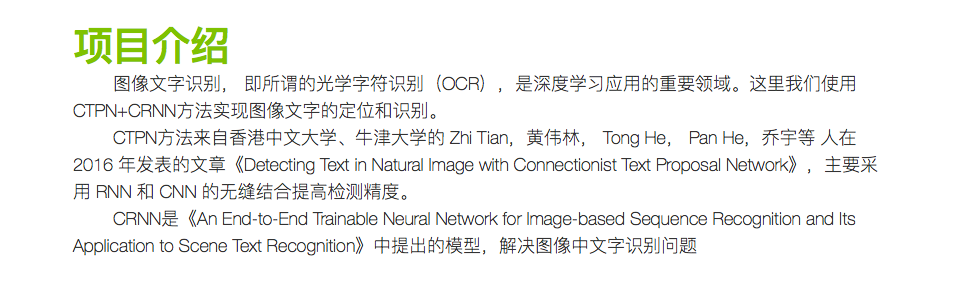 项目介绍
图像文字识别， 即所谓的光学字符识别（OCR），是深度学习应用的重要领域。这里我们使用
CTPN+CRNN方法实现图像文字的定位和识别。
CTPN方法来自香港中文大学、牛津大学的 Zhi Tian，黄伟林， Tong He， Pan He，乔宇等 人在
2016 年发表的文章《Detecting Text in Natural Image with Connectionist Text Proposal Network》，主要采
用 RNN 和 CNN 的无缝结合提高检测精度。
CRNN是《An End-to-End Trainable Neural Network for Image-based Sequence Recognition and Its
Application to Scene Text Recognition》中提出的模型，解决图像中文字识别问题